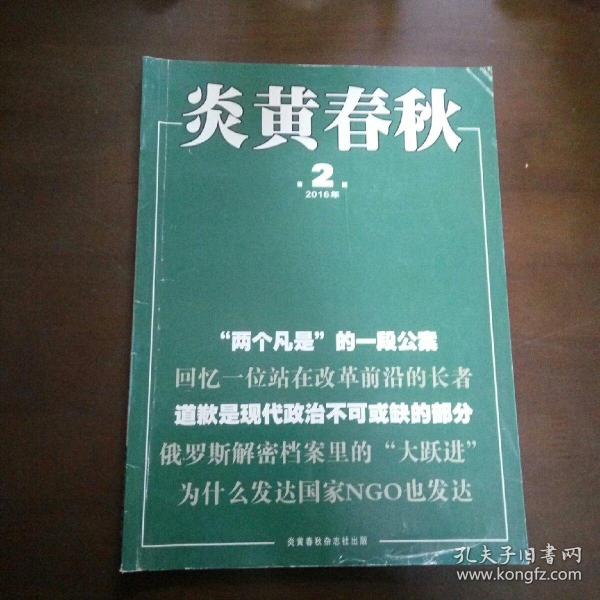 炎黄春秋
2
2016年
“两个凡是”的一段公案
回忆一位站在改革前沿的长者
道歉是现代政治不可或缺的部分
俄罗斯解密档案里的“大跃进”
为什么发达国家NGO也发达
炎黄春秋杂志社出版
孔夫子旧书网
www.kongfz.com